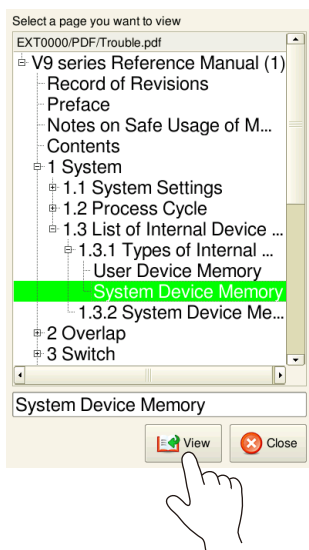 Select a page you want to view
EXT0000/PDF/Trouble.pdf
V9 series Reference Manual (1)
Record of Revisions
Preface
Notes on Safe Usage of M...
Contents
1 System
1.1 System Settings
1.2 Process Cycle
1.3 List of Internal Device ...
1.3.1 Types of Internal ...
User Device Memory
System Device Memory
1.3.2 System Device Me...
2 Overlap
3 Switch
System Device Memory
View
Close